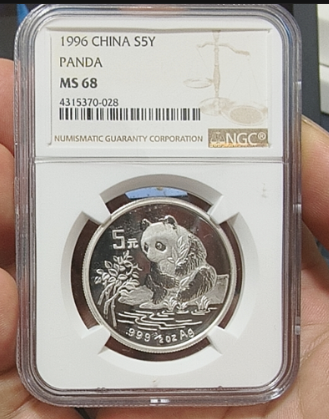 1996 CHINA S5Y
PANDA
MS 68
4315370-028
NUMISMATIC GUARANTY CORPORATION
NGC
5元
.999 ½ oz Ag